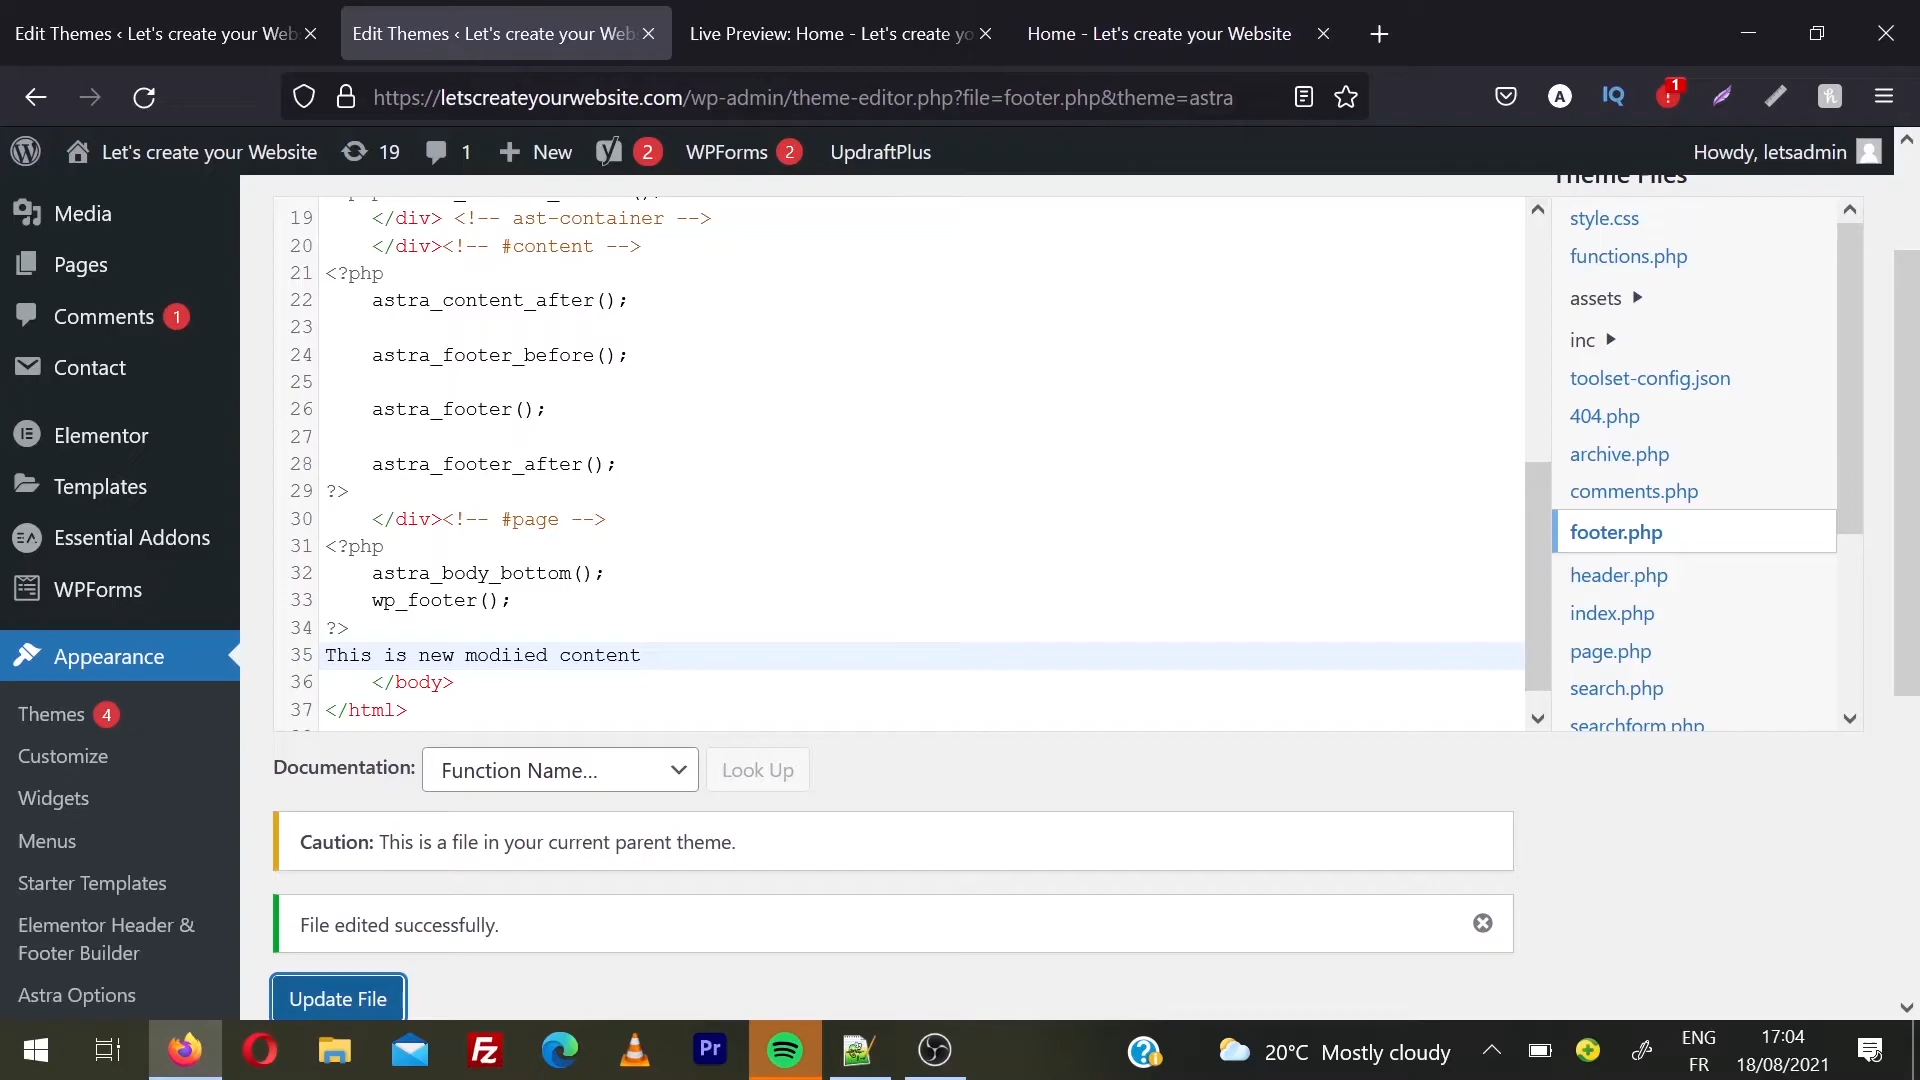 Edit Themes ‹ Let's create your Web
Edit Themes ‹ Let's create your Web
Live Preview: Home - Let's create yo
Home - Let's create your Website
https://letscreateyourwebsite.com/wp-admin/theme-editor.php?file=footer.php&theme=astra
A
IQ
1
Let's create your Website
19
1
New
2
WPForms 2
UpdraftPlus
Howdy, letsadmin
Media
Pages
Comments 1
Contact
Elementor
Templates
Essential Addons
WPForms
Appearance
Themes 4
Customize
Widgets
Menus
Starter Templates
Elementor Header &
Footer Builder
Astra Options
19 </div> <!-- ast-container -->
20 </div><!-- #content -->
21 <?php
22 astra_content_after();
23
24 astra_footer_before();
25
26 astra_footer();
27
28 astra_footer_after();
29 ?>
30 </div><!-- #page -->
31 <?php
32 astra_body_bottom();
33 wp_footer();
34 ?>
35 This is new modiied content
36 </body>
37 </html>
Theme Files
style.css
functions.php
assets
inc
toolset-config.json
404.php
archive.php
comments.php
footer.php
header.php
index.php
page.php
search.php
searchform.php
Documentation: Function Name... Look Up
Caution: This is a file in your current parent theme.
File edited successfully.
Update File
Fz
Pr
20°C Mostly cloudy
ENG
FR
17:04
18/08/2021